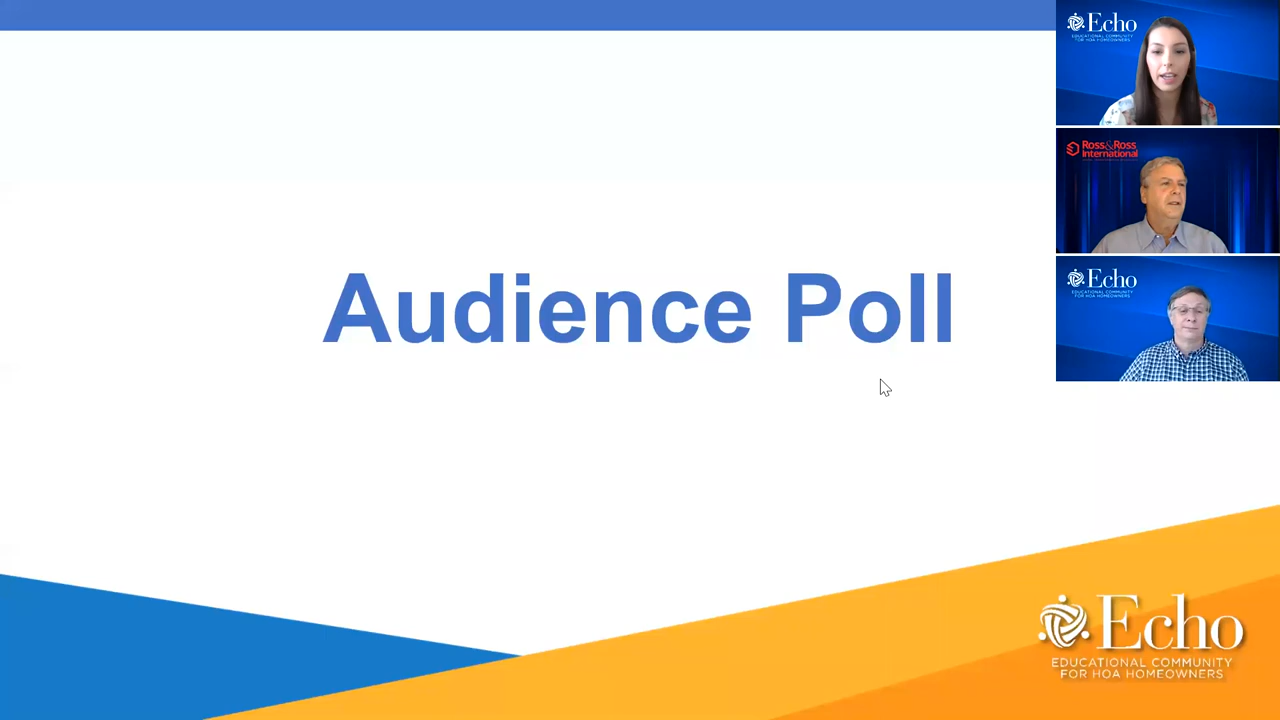 Audience Poll
Echo
EDUCATIONAL COMMUNITY
FOR HOA HOMEOWNERS
Ross&Ross
International
Echo
EDUCATIONAL COMMUNITY
FOR HOA HOMEOWNERS
Echo
EDUCATIONAL COMMUNITY
FOR HOA HOMEOWNERS